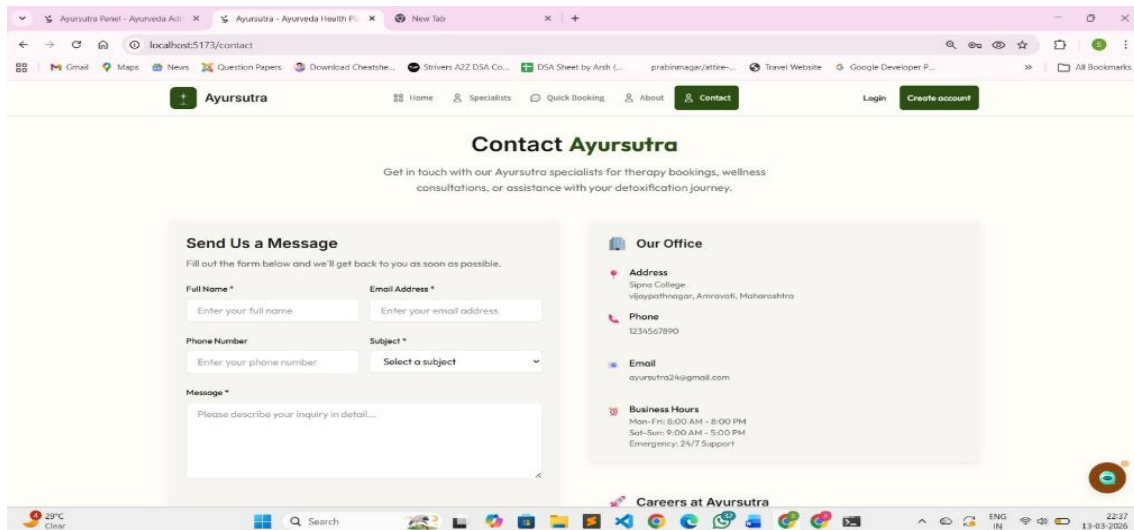 Ayursutra Panel - Ayurveda Adm
Ayursutra - Ayurveda Health Pl
New Tab
localhost:5173/contact
Gmail
Maps
News
Question Papers
Download Cheatshe...
Strivers A2Z DSA Co...
DSA Sheet by Arsh (...
prabinmagar/attire-...
Travel Website
Google Developer P...
All Bookmarks
Ayursutra
Home
Specialists
Quick Booking
About
Contact
Login
Create account
Contact Ayursutra
Get in touch with our Ayursutra specialists for therapy bookings, wellness
consultations, or assistance with your detoxification journey.
Send Us a Message
Fill out the form below and we'll get back to you as soon as possible.
Full Name *
Email Address *
Enter your full name
Enter your email address
Phone Number
Subject *
Enter your phone number
Select a subject
Message *
Please describe your inquiry in detail...
Our Office
Address
Sipna College
vijaypathnagar, Amravati, Maharashtra
Phone
1234567890
Email
ayursutra24@gmail.com
Business Hours
Mon-Fri: 8:00 AM - 8:00 PM
Sat-Sun: 9:00 AM - 5:00 PM
Emergency: 24/7 Support
Careers at Ayursutra
29°C
Clear
Search
ENG
IN
22:37
13-03-2026